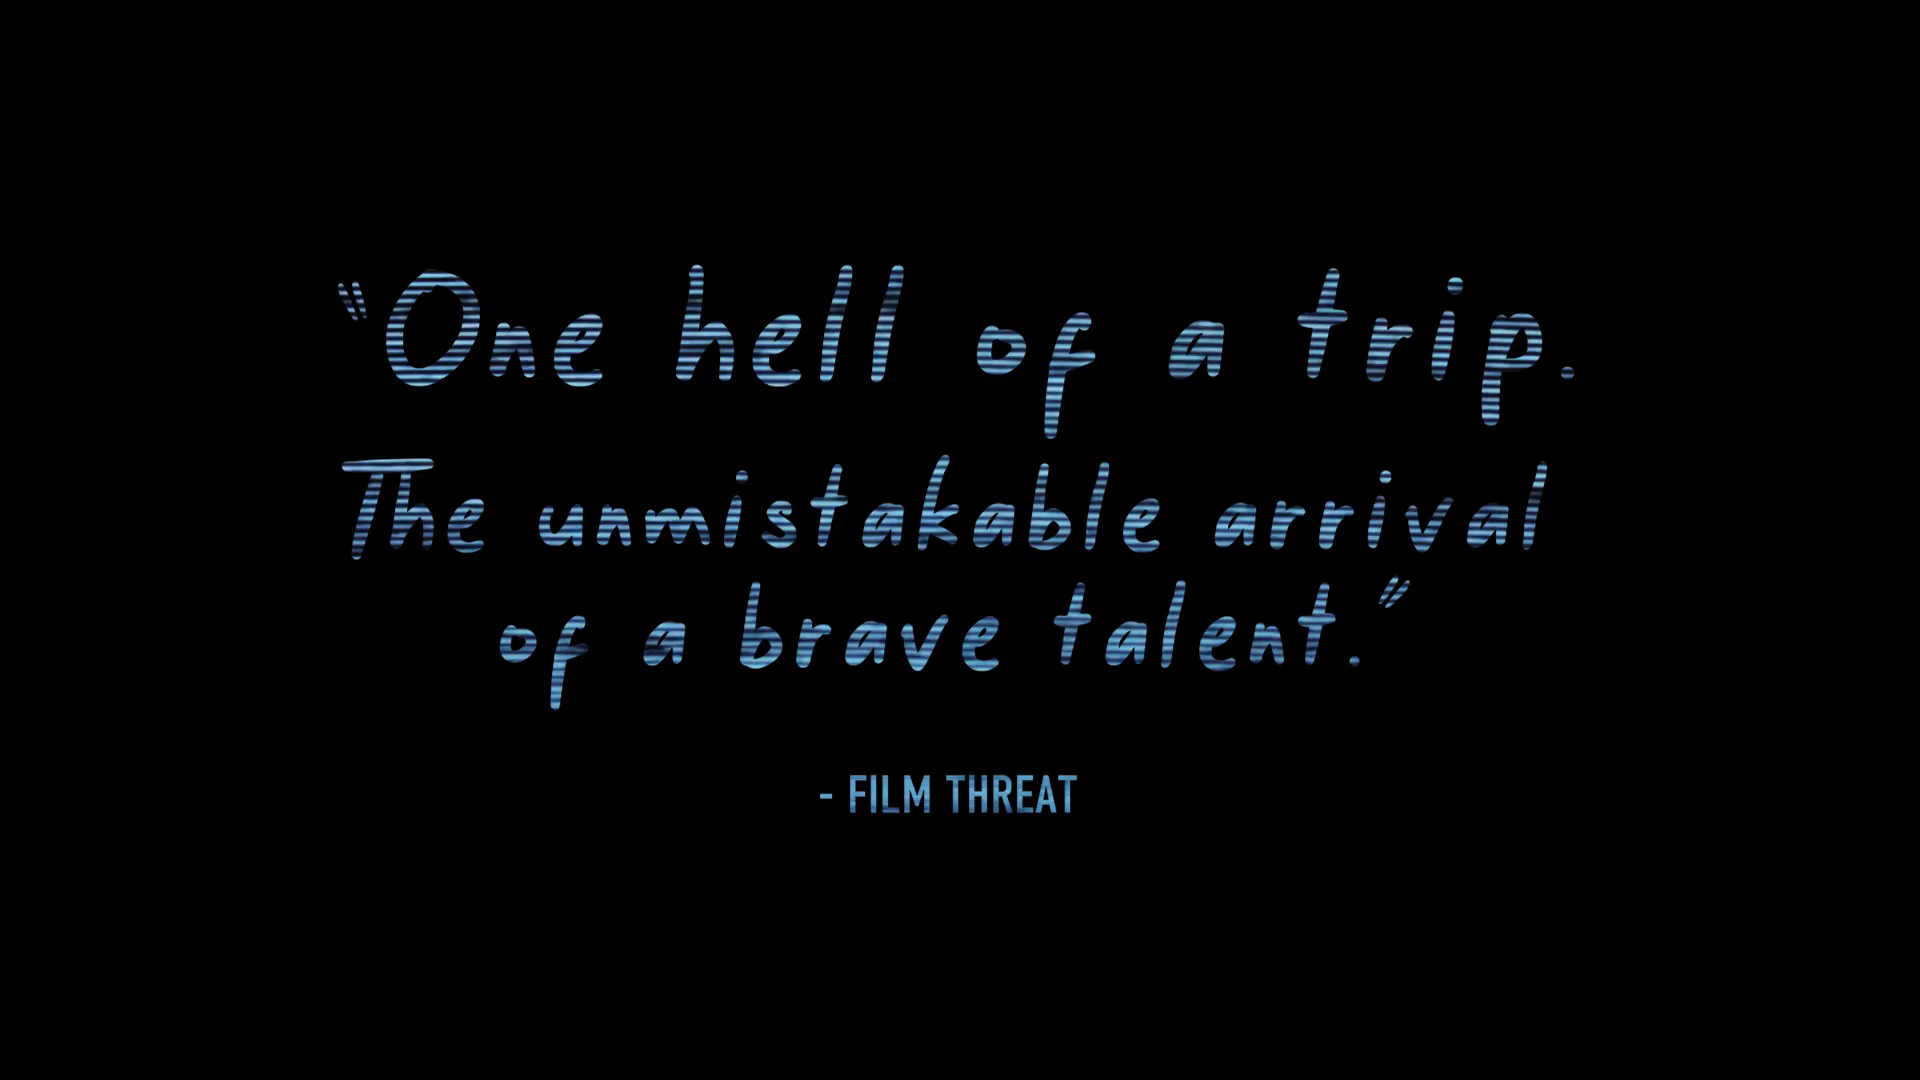 “One hell of a trip.
The unmistakable arrival
of a brave talent.”
- FILM THREAT